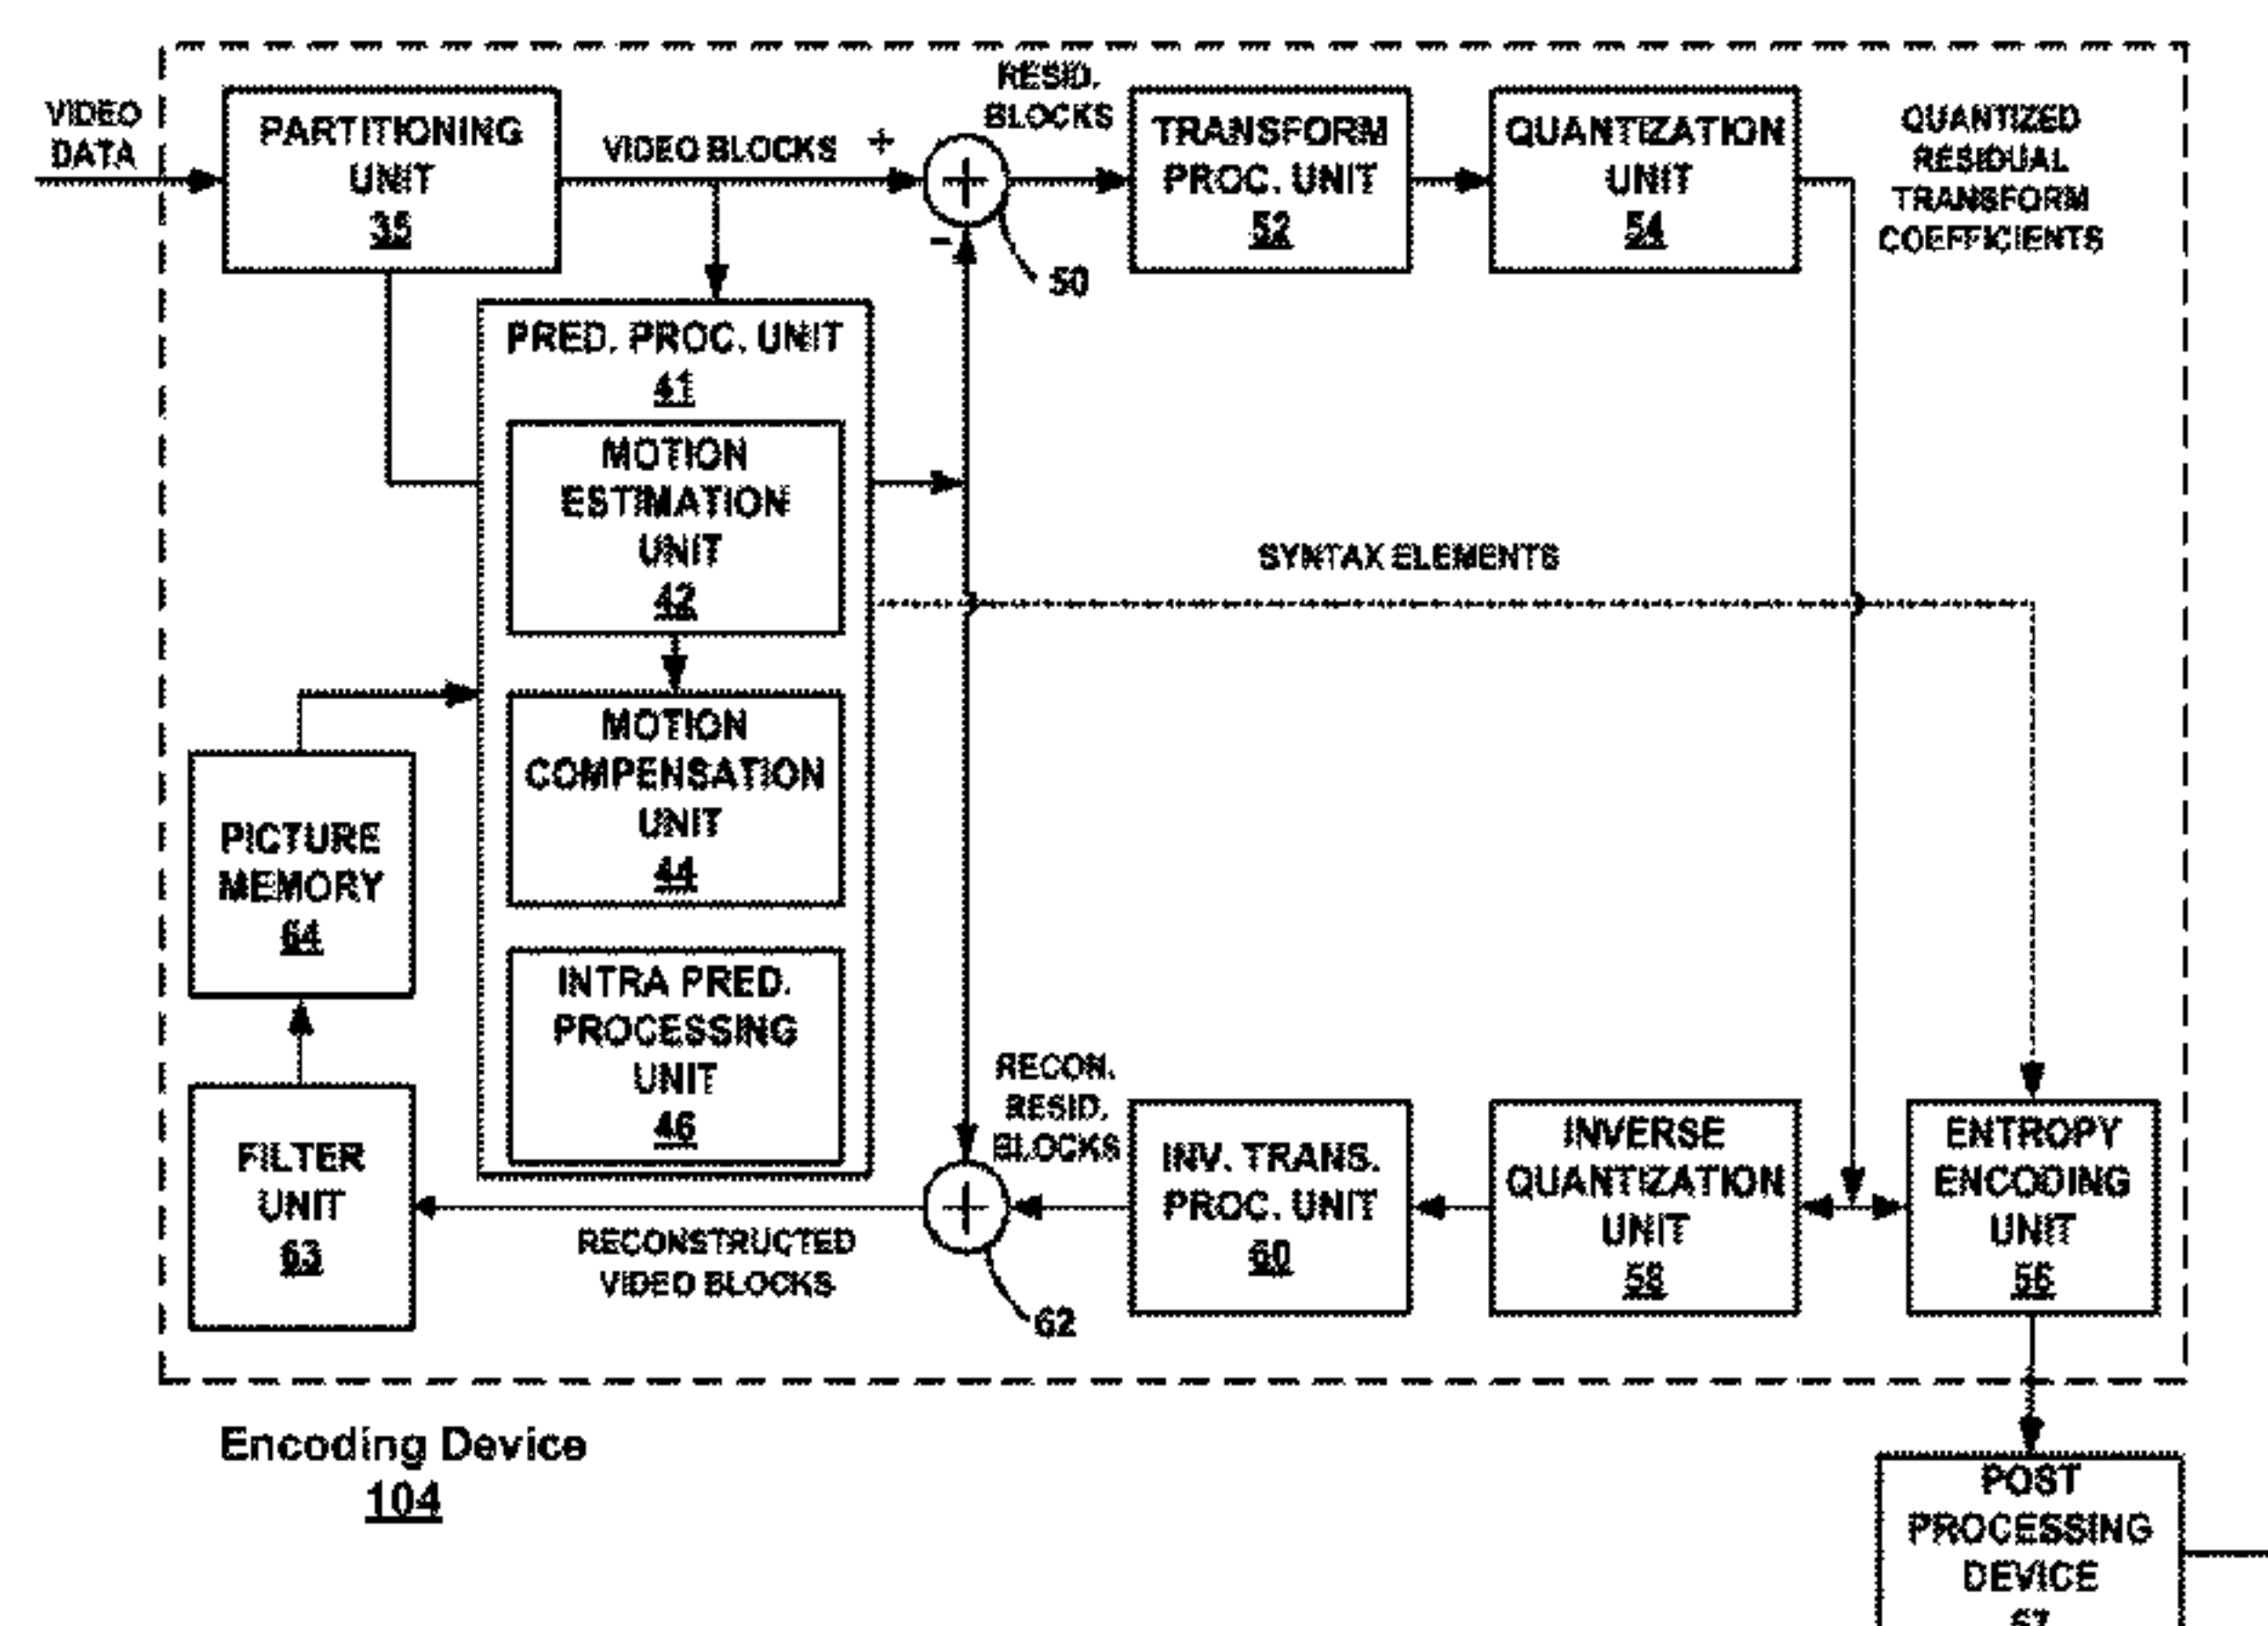 VIDEO
DATA
PARTITIONING
UNIT
35
VIDEO BLOCKS
+
-
50
RESID.
BLOCKS
TRANSFORM
PROC. UNIT
52
QUANTIZATION
UNIT
54
QUANTIZED
RESIDUAL
TRANSFORM
COEFFICIENTS
PRED. PROC. UNIT
41
MOTION
ESTIMATION
UNIT
42
SYNTAX ELEMENTS
MOTION
COMPENSATION
UNIT
44
INTRA PRED.
PROCESSING
UNIT
46
PICTURE
MEMORY
64
FILTER
UNIT
63
RECONSTRUCTED
VIDEO BLOCKS
62
RECON.
RESID.
BLOCKS
INV. TRANS.
PROC. UNIT
60
INVERSE
QUANTIZATION
UNIT
58
ENTROPY
ENCODING
UNIT
56
Encoding Device
104
POST
PROCESSING
DEVICE
57